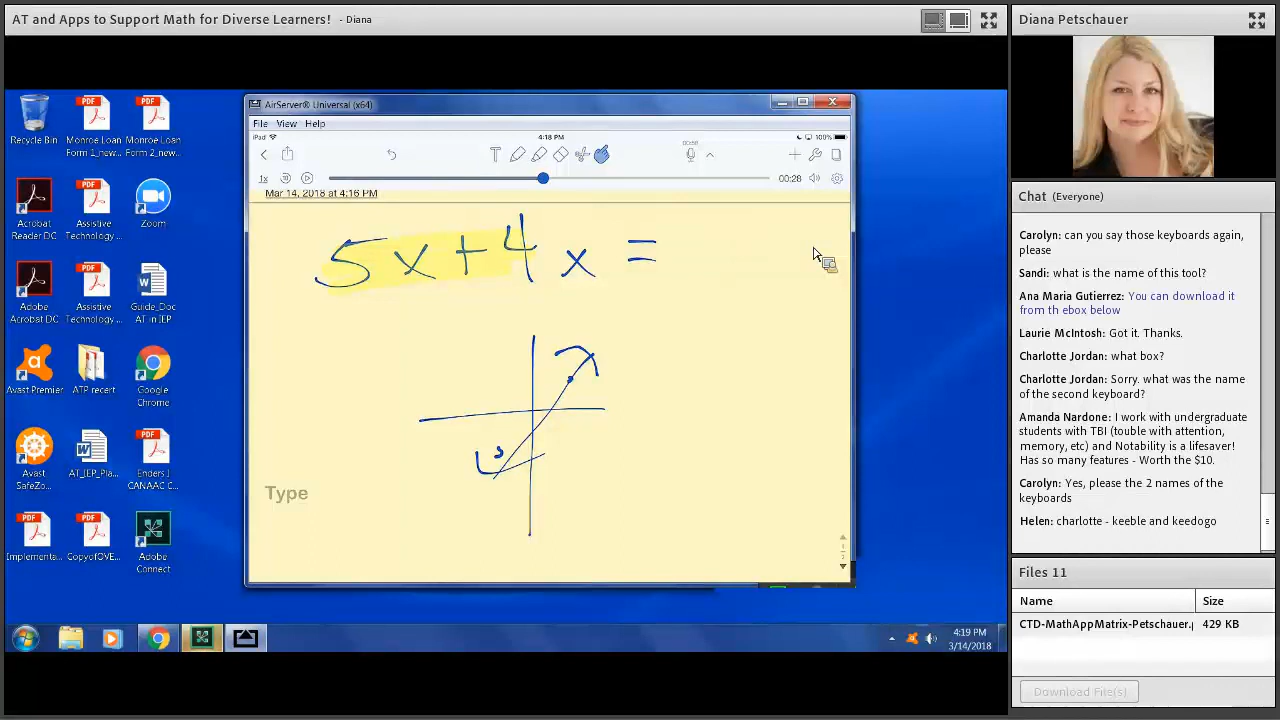 AT and Apps to Support Math for Diverse Learners! - Diana
Diana Petschauer
Recycle Bin
Monroe Loan Form 1_new...
Monroe Loan Form 2_new...
Acrobat Reader DC
Assistive Technology ...
Zoom
Adobe Acrobat DC
Assistive Technology ...
Guide_Doc AT in IEP
Avast Premier
ATP recert
Google Chrome
Avast SafeZo...
AT_IEP_Pla...
Enders J CANAAC C...
Implementa...
CopyofOVE...
Adobe Connect
AirServer® Universal (x64)
File View Help
iPad
4:18 PM
100%
00:58
1x
00:28
Mar 14, 2018 at 4:16 PM
5x+4x =
Type
4:19 PM
3/14/2018
Chat (Everyone)
Carolyn: can you say those keyboards again,
please
Sandi: what is the name of this tool?
Ana Maria Gutierrez: You can download it
from th ebox below
Laurie McIntosh: Got it. Thanks.
Charlotte Jordan: what box?
Charlotte Jordan: Sorry. what was the name
of the second keyboard?
Amanda Nardone: I work with undergraduate
students with TBI (touble with attention,
memory, etc) and Notability is a lifesaver!
Has so many features - Worth the $10.
Carolyn: Yes, please the 2 names of the
keyboards
Helen: charlotte - keeble and keedogo
Files 11
Name Size
CTD-MathAppMatrix-Petschauer.p 429 KB
Download File(s)